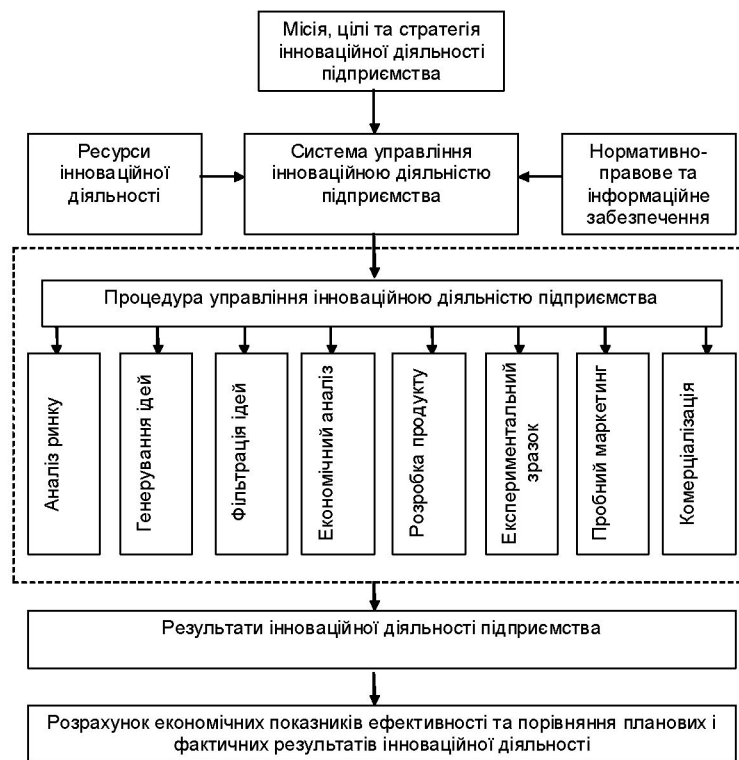 Місія, цілі та стратегія
інноваційної діяльності
підприємства
Ресурси
інноваційної
діяльності
Система управління
інноваційною діяльністю
підприємства
Нормативно-
правове та
інформаційне
забезпечення
Процедура управління інноваційною діяльністю підприємства
Аналіз ринку
Генерування ідей
Фільтрація ідей
Економічний аналіз
Розробка продукту
Експериментальний
зразок
Пробний маркетинг
Комерціалізація
Результати інноваційної діяльності підприємства
Розрахунок економічних показників ефективності та порівняння планових і
фактичних результатів інноваційної діяльності